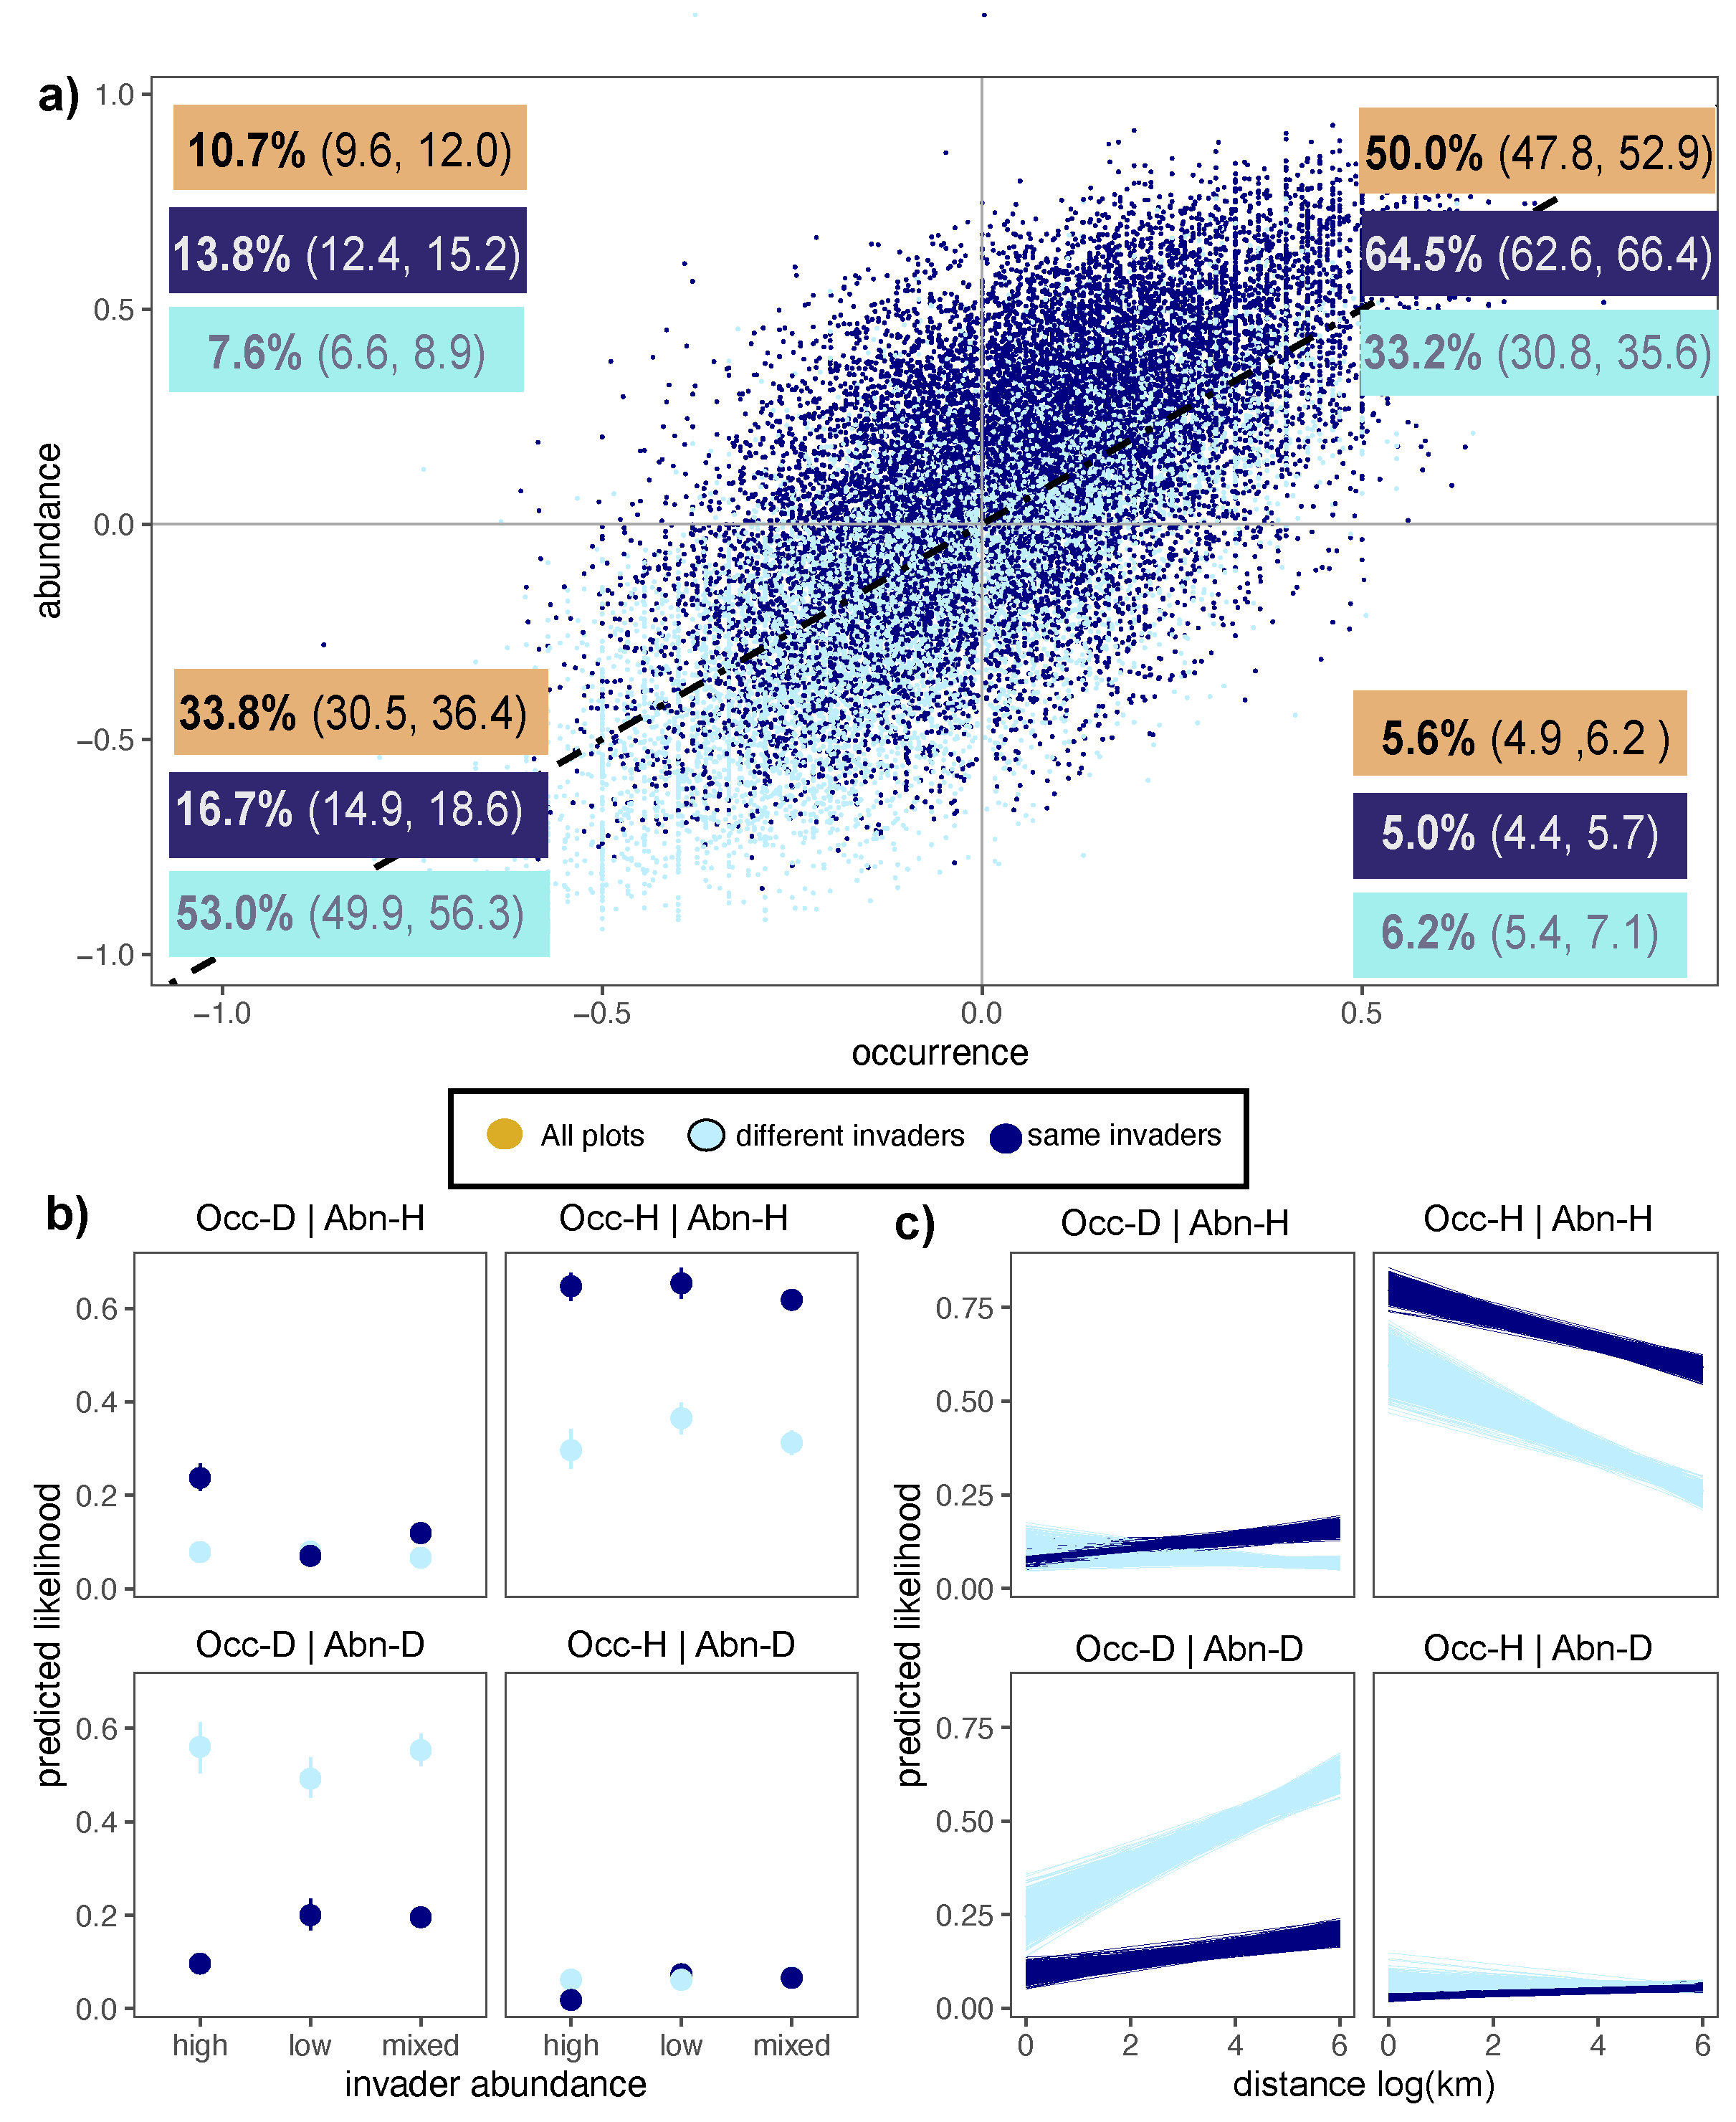 a)
1.0
0.5
0.0
−0.5
−1.0
abundance
10.7% (9.6, 12.0)
13.8% (12.4, 15.2)
7.6% (6.6, 8.9)
50.0% (47.8, 52.9)
64.5% (62.6, 66.4)
33.2% (30.8, 35.6)
33.8% (30.5, 36.4)
16.7% (14.9, 18.6)
53.0% (49.9, 56.3)
5.6% (4.9 ,6.2 )
5.0% (4.4, 5.7)
6.2% (5.4, 7.1)
−1.0
−0.5
0.0
0.5
occurrence
All plots
different invaders
same invaders
b)
Occ-D | Abn-H
Occ-H | Abn-H
0.6
0.4
0.2
0.0
Occ-D | Abn-D
Occ-H | Abn-D
0.6
0.4
0.2
0.0
predicted likelihood
high
low
mixed
high
low
mixed
invader abundance
c)
Occ-D | Abn-H
Occ-H | Abn-H
0.75
0.50
0.25
0.00
Occ-D | Abn-D
Occ-H | Abn-D
0.75
0.50
0.25
0.00
predicted likelihood
0
2
4
6
0
2
4
6
distance log(km)